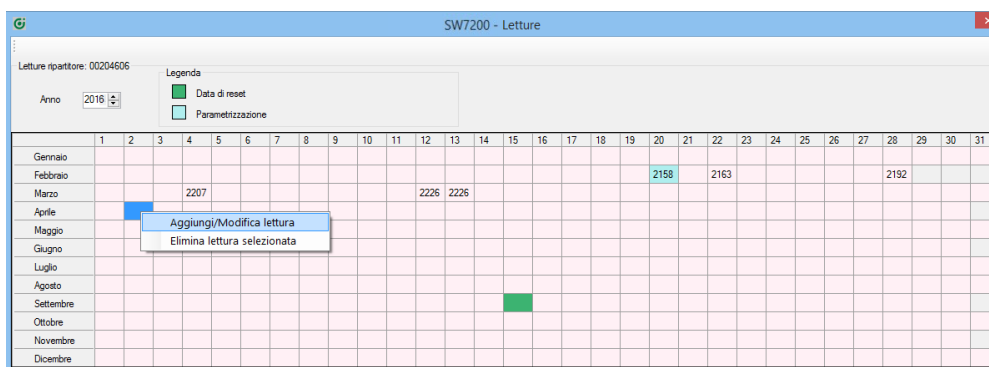 SW7200 - Letture
Letture ripartitore: 00204606
Legenda
Anno 2016
Data di reset
Parametrizzazione
1 2 3 4 5 6 7 8 9 10 11 12 13 14 15 16 17 18 19 20 21 22 23 24 25 26 27 28 29 30 31
Gennaio
Febbraio 2158 2163 2192
Marzo 2207 2226 2226
Aprile
Aggiungi/Modifica lettura
Maggio
Elimina lettura selezionata
Giugno
Luglio
Agosto
Settembre
Ottobre
Novembre
Dicembre